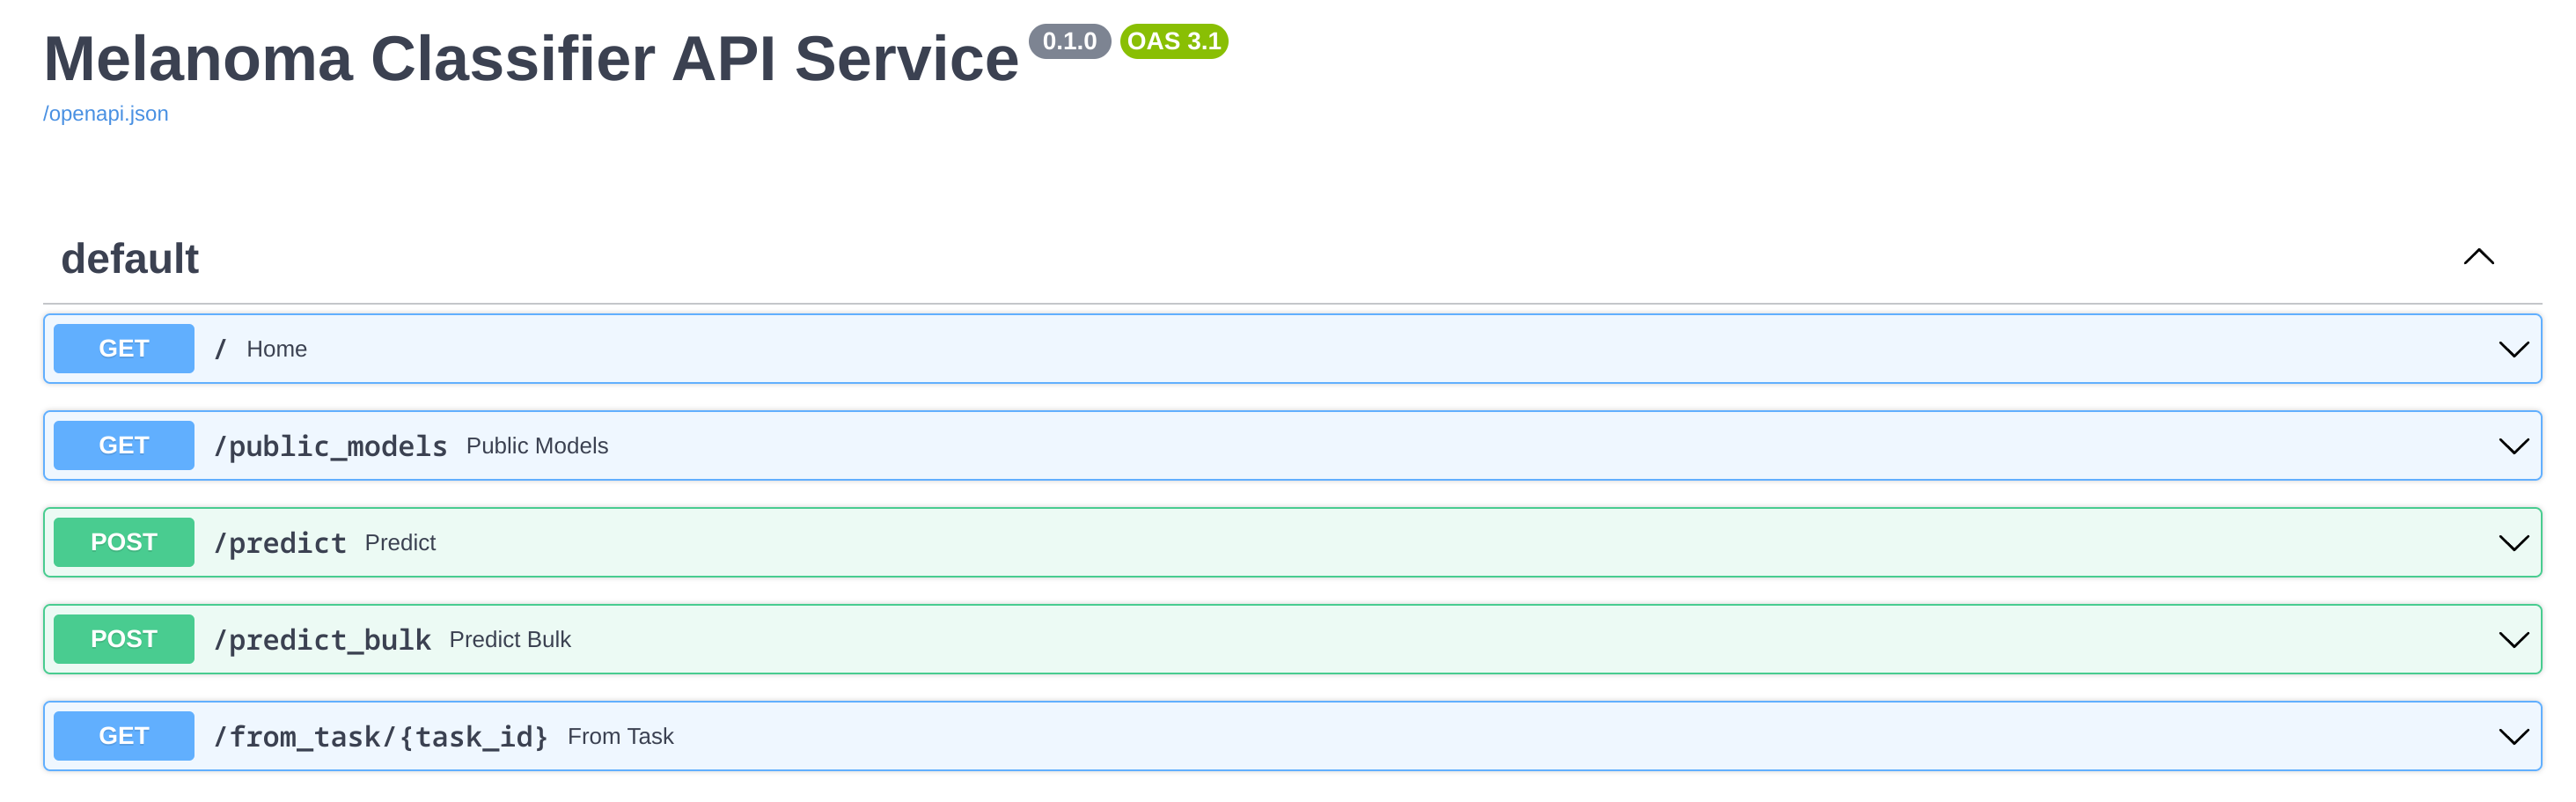 Melanoma Classifier API Service 0.1.0 OAS 3.1
/openapi.json
default
GET / Home
GET /public_models Public Models
POST /predict Predict
POST /predict_bulk Predict Bulk
GET /from_task/{task_id} From Task